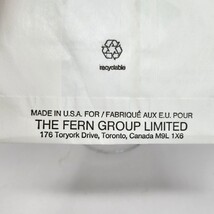 recyclable
MADE IN U.S.A. FOR / FABRIQUÉ AUX E.U. POUR
THE FERN GROUP LIMITED
176 Toryork Drive, Toronto, Canada M9L 1X6